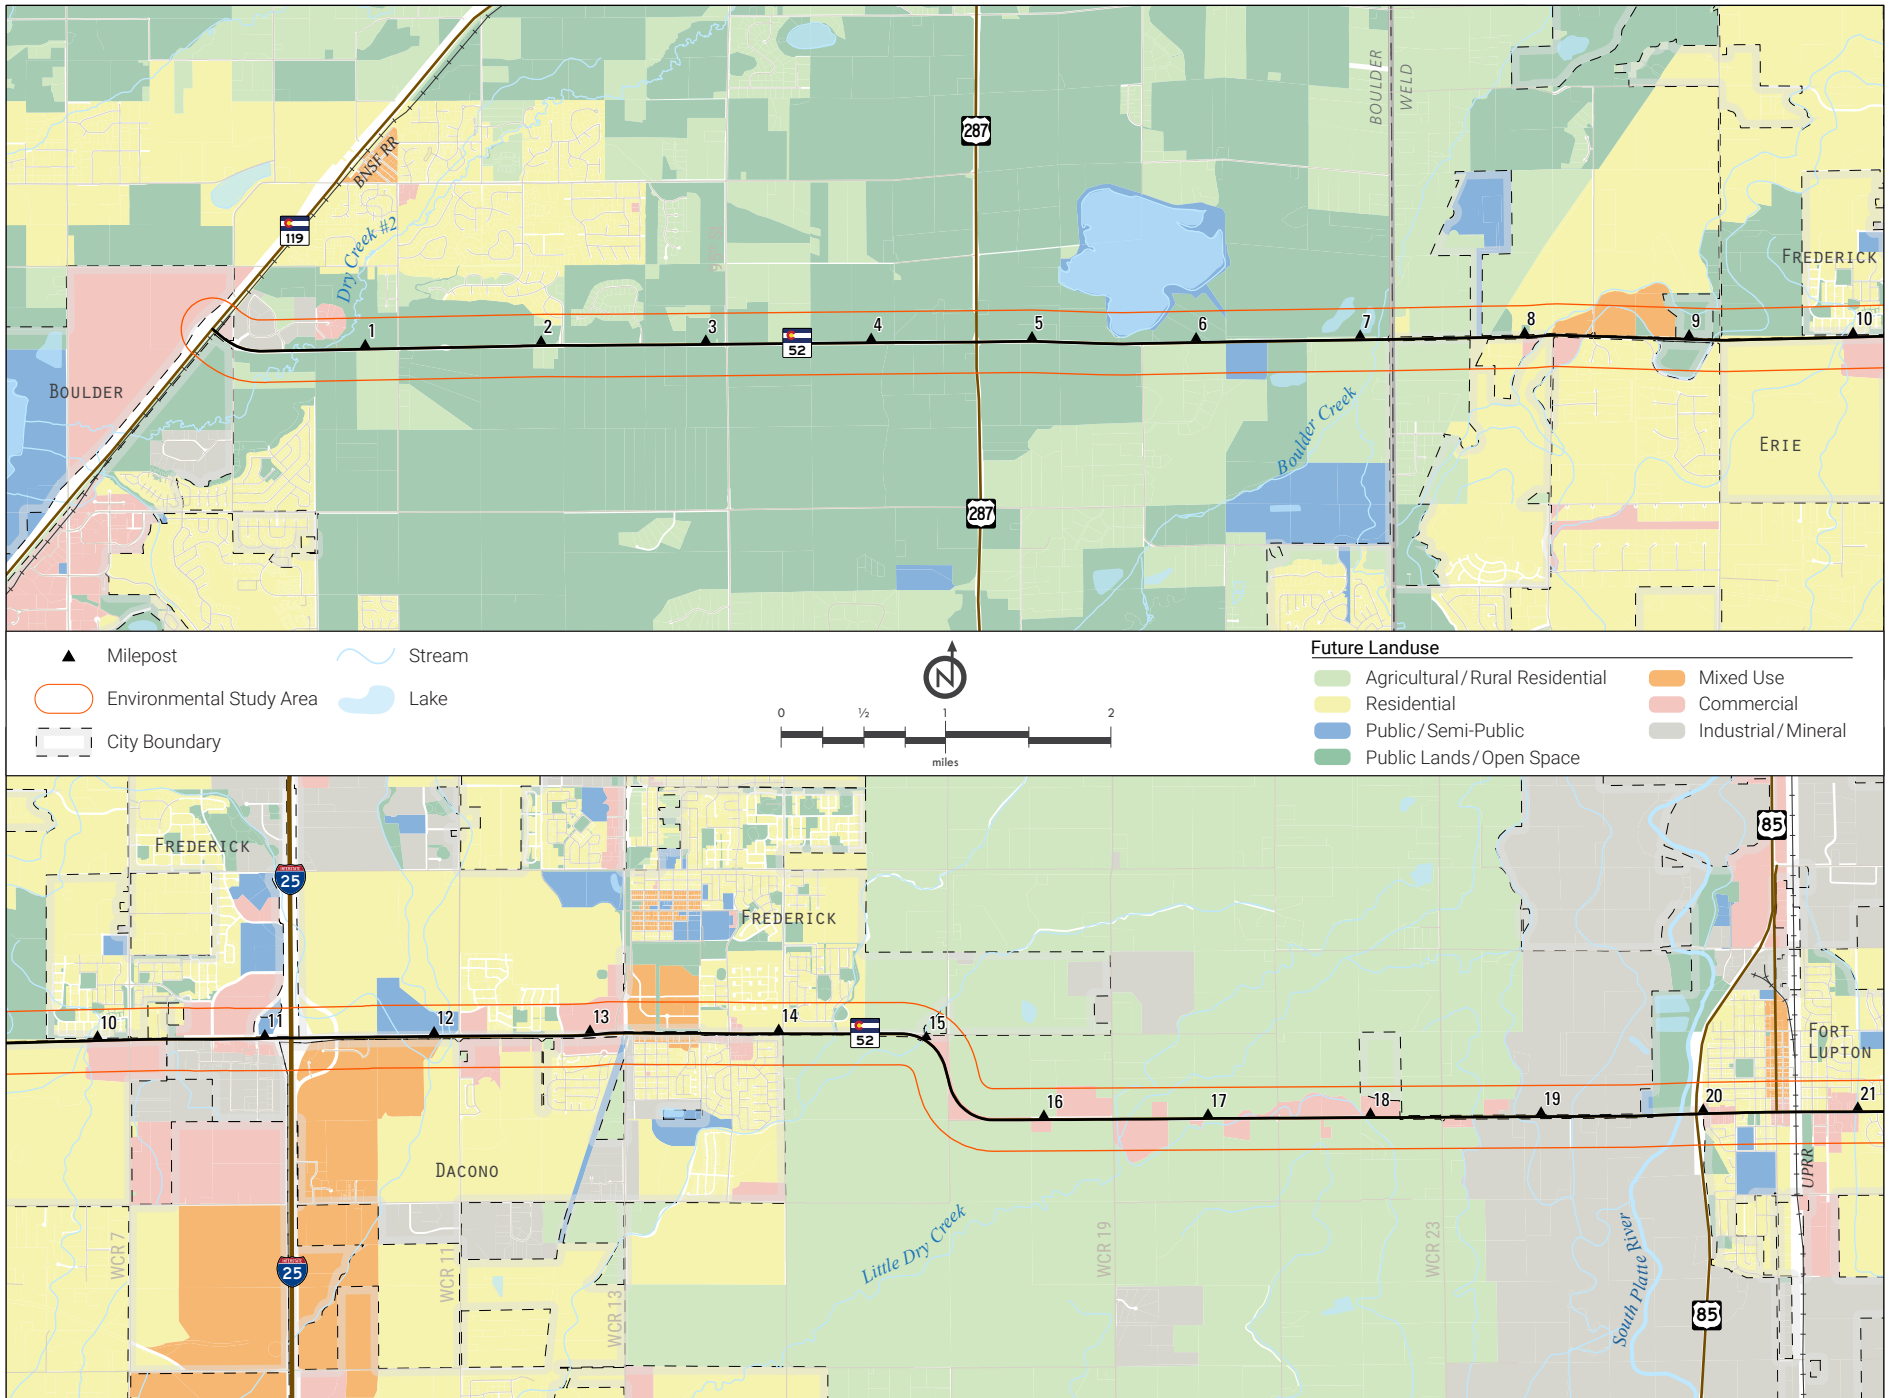 BOULDER
WELD
287
BNSF RR
119
Dry Creek #2
FREDERICK
1
2
3
52
4
5
6
7
8
9
10
BOULDER
Boulder Creek
ERIE
287
Milepost
Environmental Study Area
City Boundary
Stream
Lake
N
0
½
1
2
miles
Future Landuse
Agricultural/Rural Residential
Residential
Public/Semi-Public
Public Lands/Open Space
Mixed Use
Commercial
Industrial/Mineral
FREDERICK
INTERSTATE
25
85
FREDERICK
10
11
12
13
14
52
15
FORT
LUPTON
16
17
18
19
20
21
DACONO
UPRR
WCR 7
WCR 11
WCR 13
Little Dry Creek
WCR 19
WCR 23
South Platte River
INTERSTATE
25
85